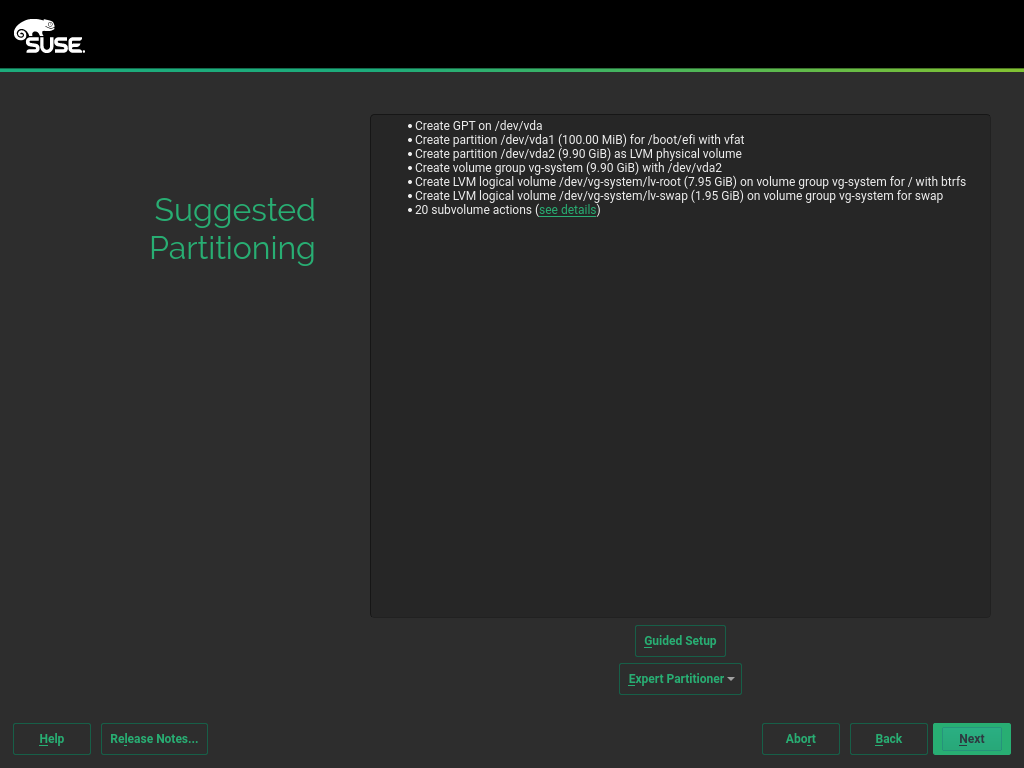 SUSE.
Suggested
Partitioning
• Create GPT on /dev/vda
• Create partition /dev/vda1 (100.00 MiB) for /boot/efi with vfat
• Create partition /dev/vda2 (9.90 GiB) as LVM physical volume
• Create volume group vg-system (9.90 GiB) with /dev/vda2
• Create LVM logical volume /dev/vg-system/lv-root (7.95 GiB) on volume group vg-system for / with btrfs
• Create LVM logical volume /dev/vg-system/lv-swap (1.95 GiB) on volume group vg-system for swap
• 20 subvolume actions (see details)
Guided Setup
Expert Partitioner
Help
Release Notes...
Abort
Back
Next